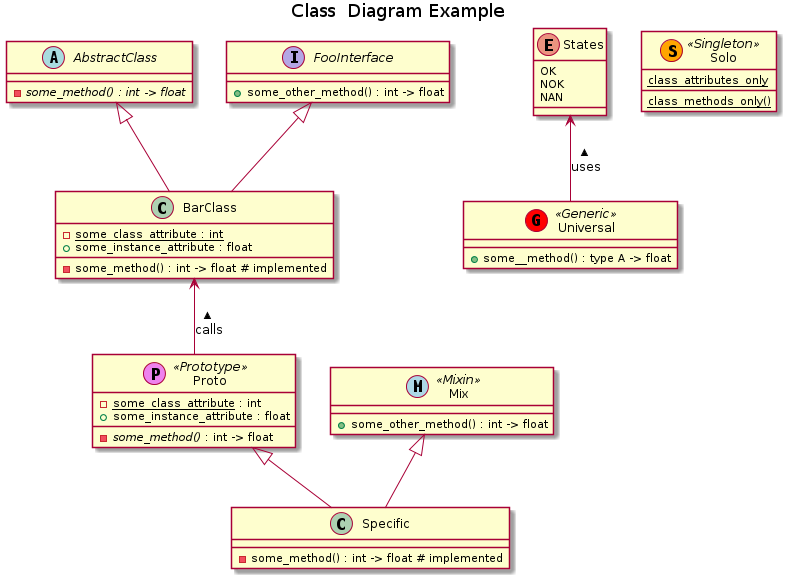 Class  Diagram Example
A AbstractClass
some_method() : int -> float
I FooInterface
some_other_method() : int -> float
E States
OK
NOK
NAN
S «Singleton»
Solo
class_attributes_only
class_methods_only()
▲
uses
C BarClass
some_class_attribute : int
some_instance_attribute : float
some_method() : int -> float # implemented
G «Generic»
Universal
some__method() : type A -> float
▲
calls
P «Prototype»
Proto
some_class_attribute : int
some_instance_attribute : float
some_method() : int -> float
M «Mixin»
Mix
some_other_method() : int -> float
C Specific
some_method() : int -> float # implemented